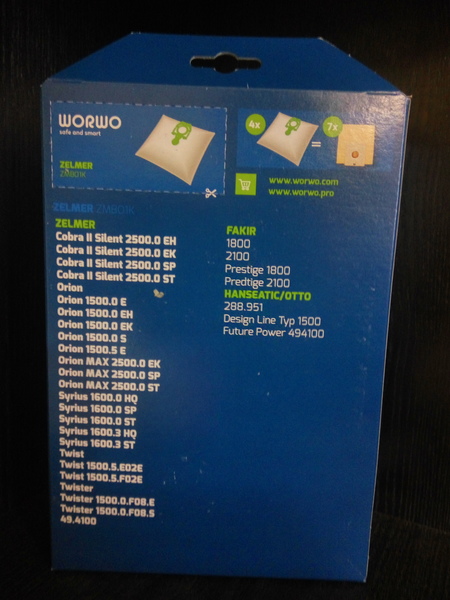 WORWO
safe and smart
ZELMER
ZMB01K
4x
=
7x
www.worwo.com
www.worwo.pro
ZELMER ZMB01K
ZELMER
Cobra II Silent 2500.0 EH
Cobra II Silent 2500.0 EK
Cobra II Silent 2500.0 SP
Cobra II Silent 2500.0 ST
Orion
Orion 1500.0 E
Orion 1500.0 EH
Orion 1500.0 EK
Orion 1500.0 S
Orion 1500.5 E
Orion MAX 2500.0 EK
Orion MAX 2500.0 SP
Orion MAX 2500.0 ST
Syrius 1600.0 HQ
Syrius 1600.0 SP
Syrius 1600.0 ST
Syrius 1600.3 HQ
Syrius 1600.3 ST
Twist
Twist 1500.5.E02E
Twist 1500.5.F02E
Twister
Twister 1500.0.F08.E
Twister 1500.0.F08.S
49.4100
FAKIR
1800
2100
Prestige 1800
Predtige 2100
HANSEATIC/OTTO
288.951
Design Line Typ 1500
Future Power 494100